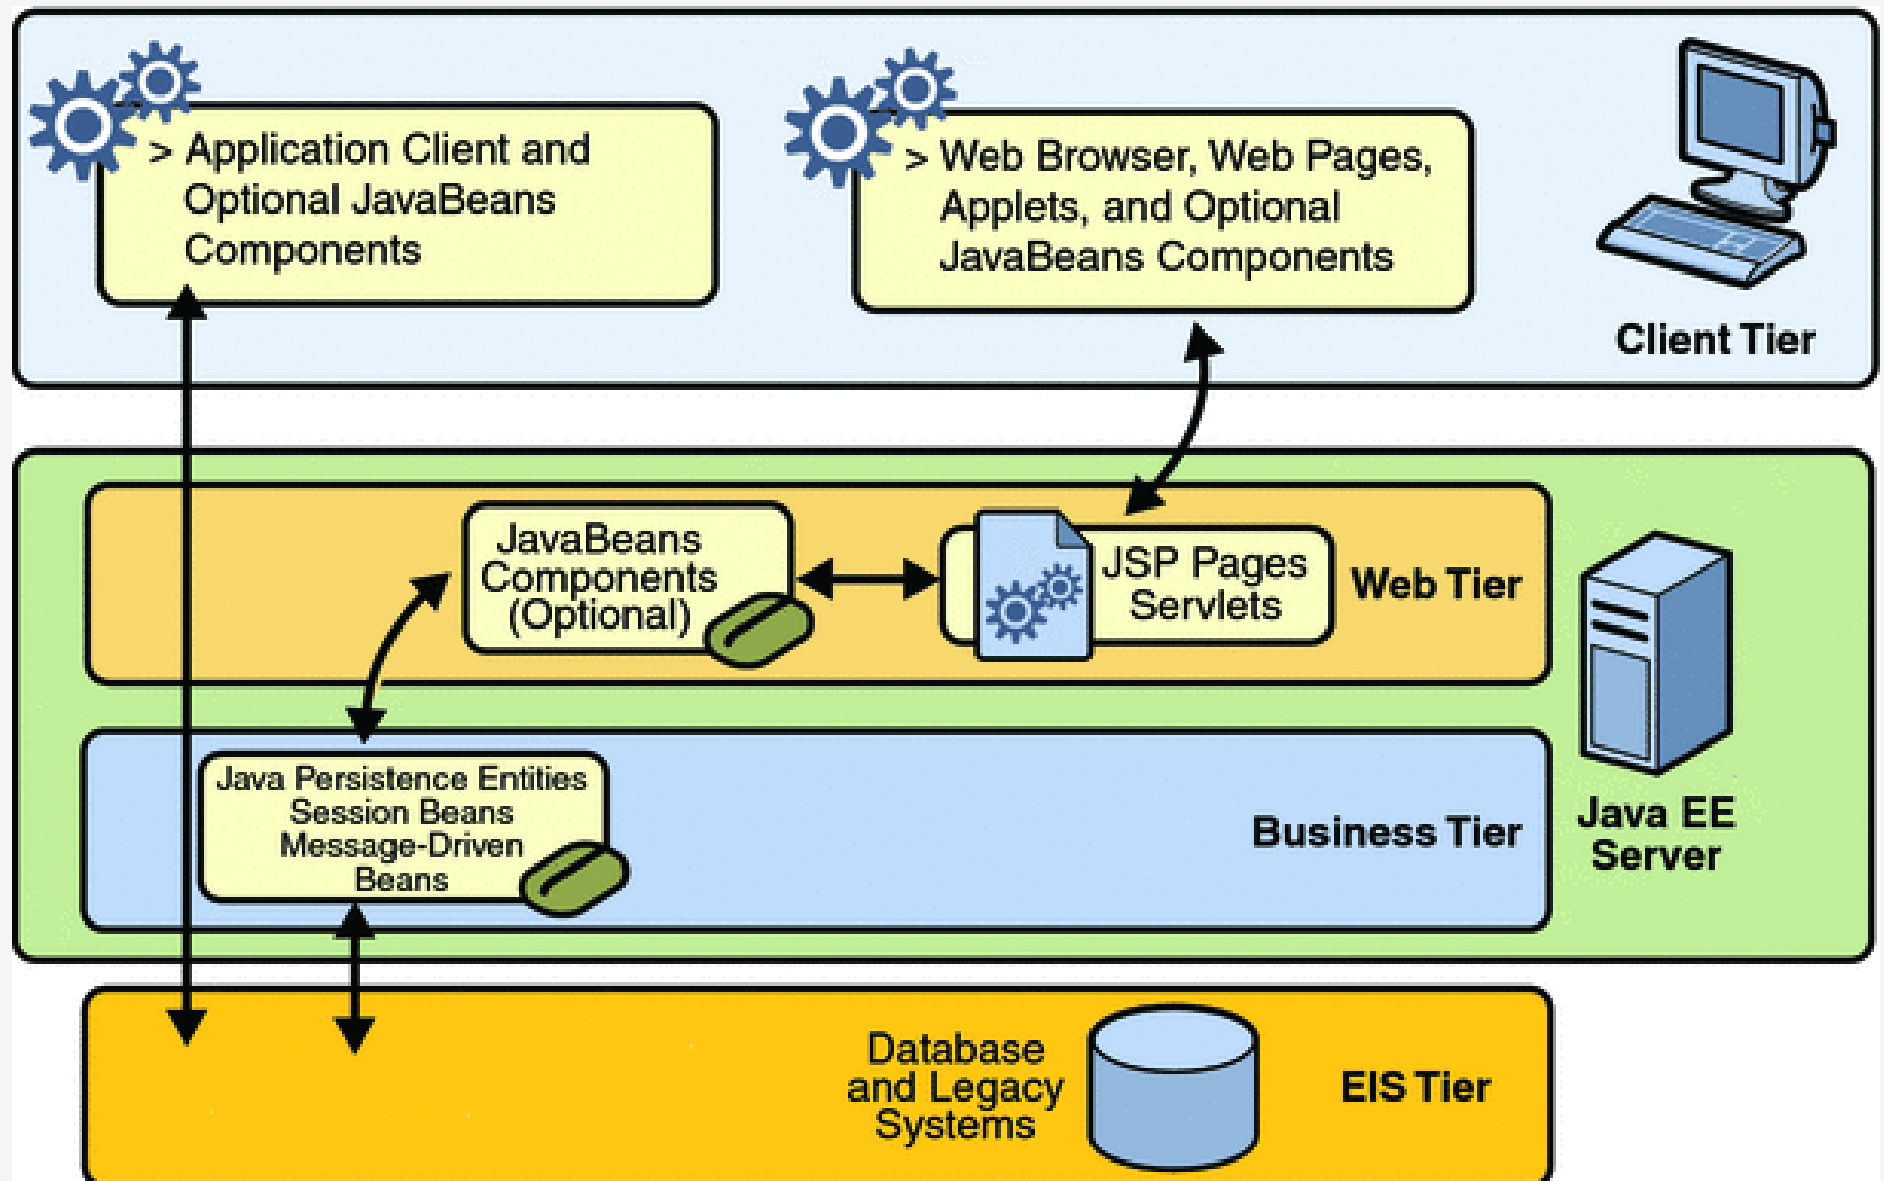 > Application Client and
Optional JavaBeans
Components
> Web Browser, Web Pages,
Applets, and Optional
JavaBeans Components
Client Tier
JavaBeans
Components
(Optional)
JSP Pages
Servlets
Web Tier
Java Persistence Entities
Session Beans
Message-Driven
Beans
Business Tier
Java EE
Server
Database
and Legacy
Systems
EIS Tier